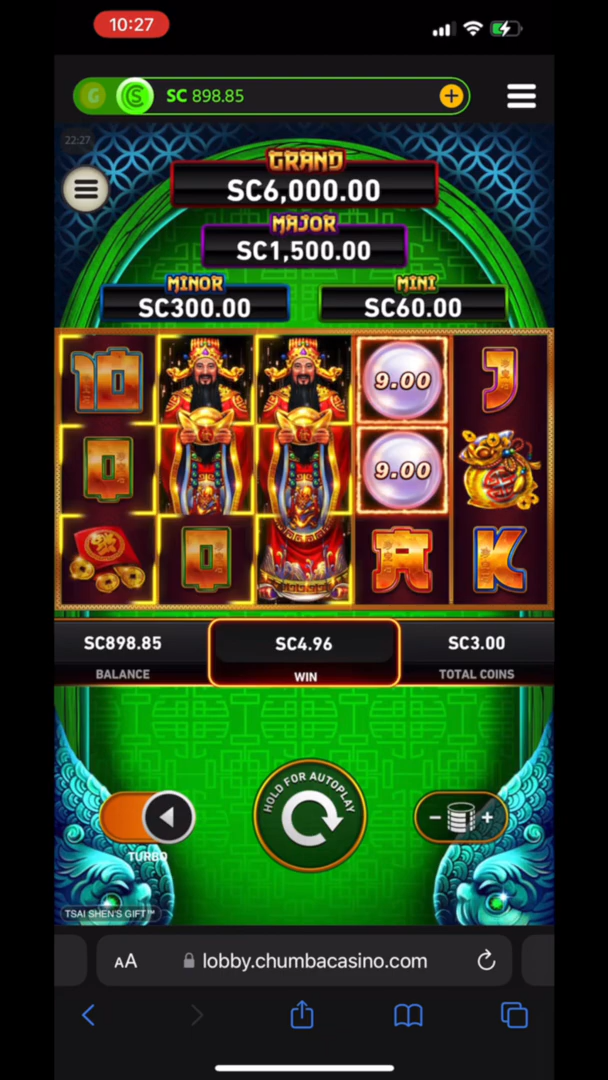 10:27
G S SC 898.85 +
22:27
GRAND
SC6,000.00
MAJOR
SC1,500.00
MINOR
SC300.00
MINI
SC60.00
10 9.00 J
Q 9.00
Q A K
SC898.85
BALANCE
SC4.96
WIN
SC3.00
TOTAL COINS
HOLD FOR AUTOPLAY
- +
TURBO
TSAI SHEN'S GIFT™
AA lobby.chumbacasino.com